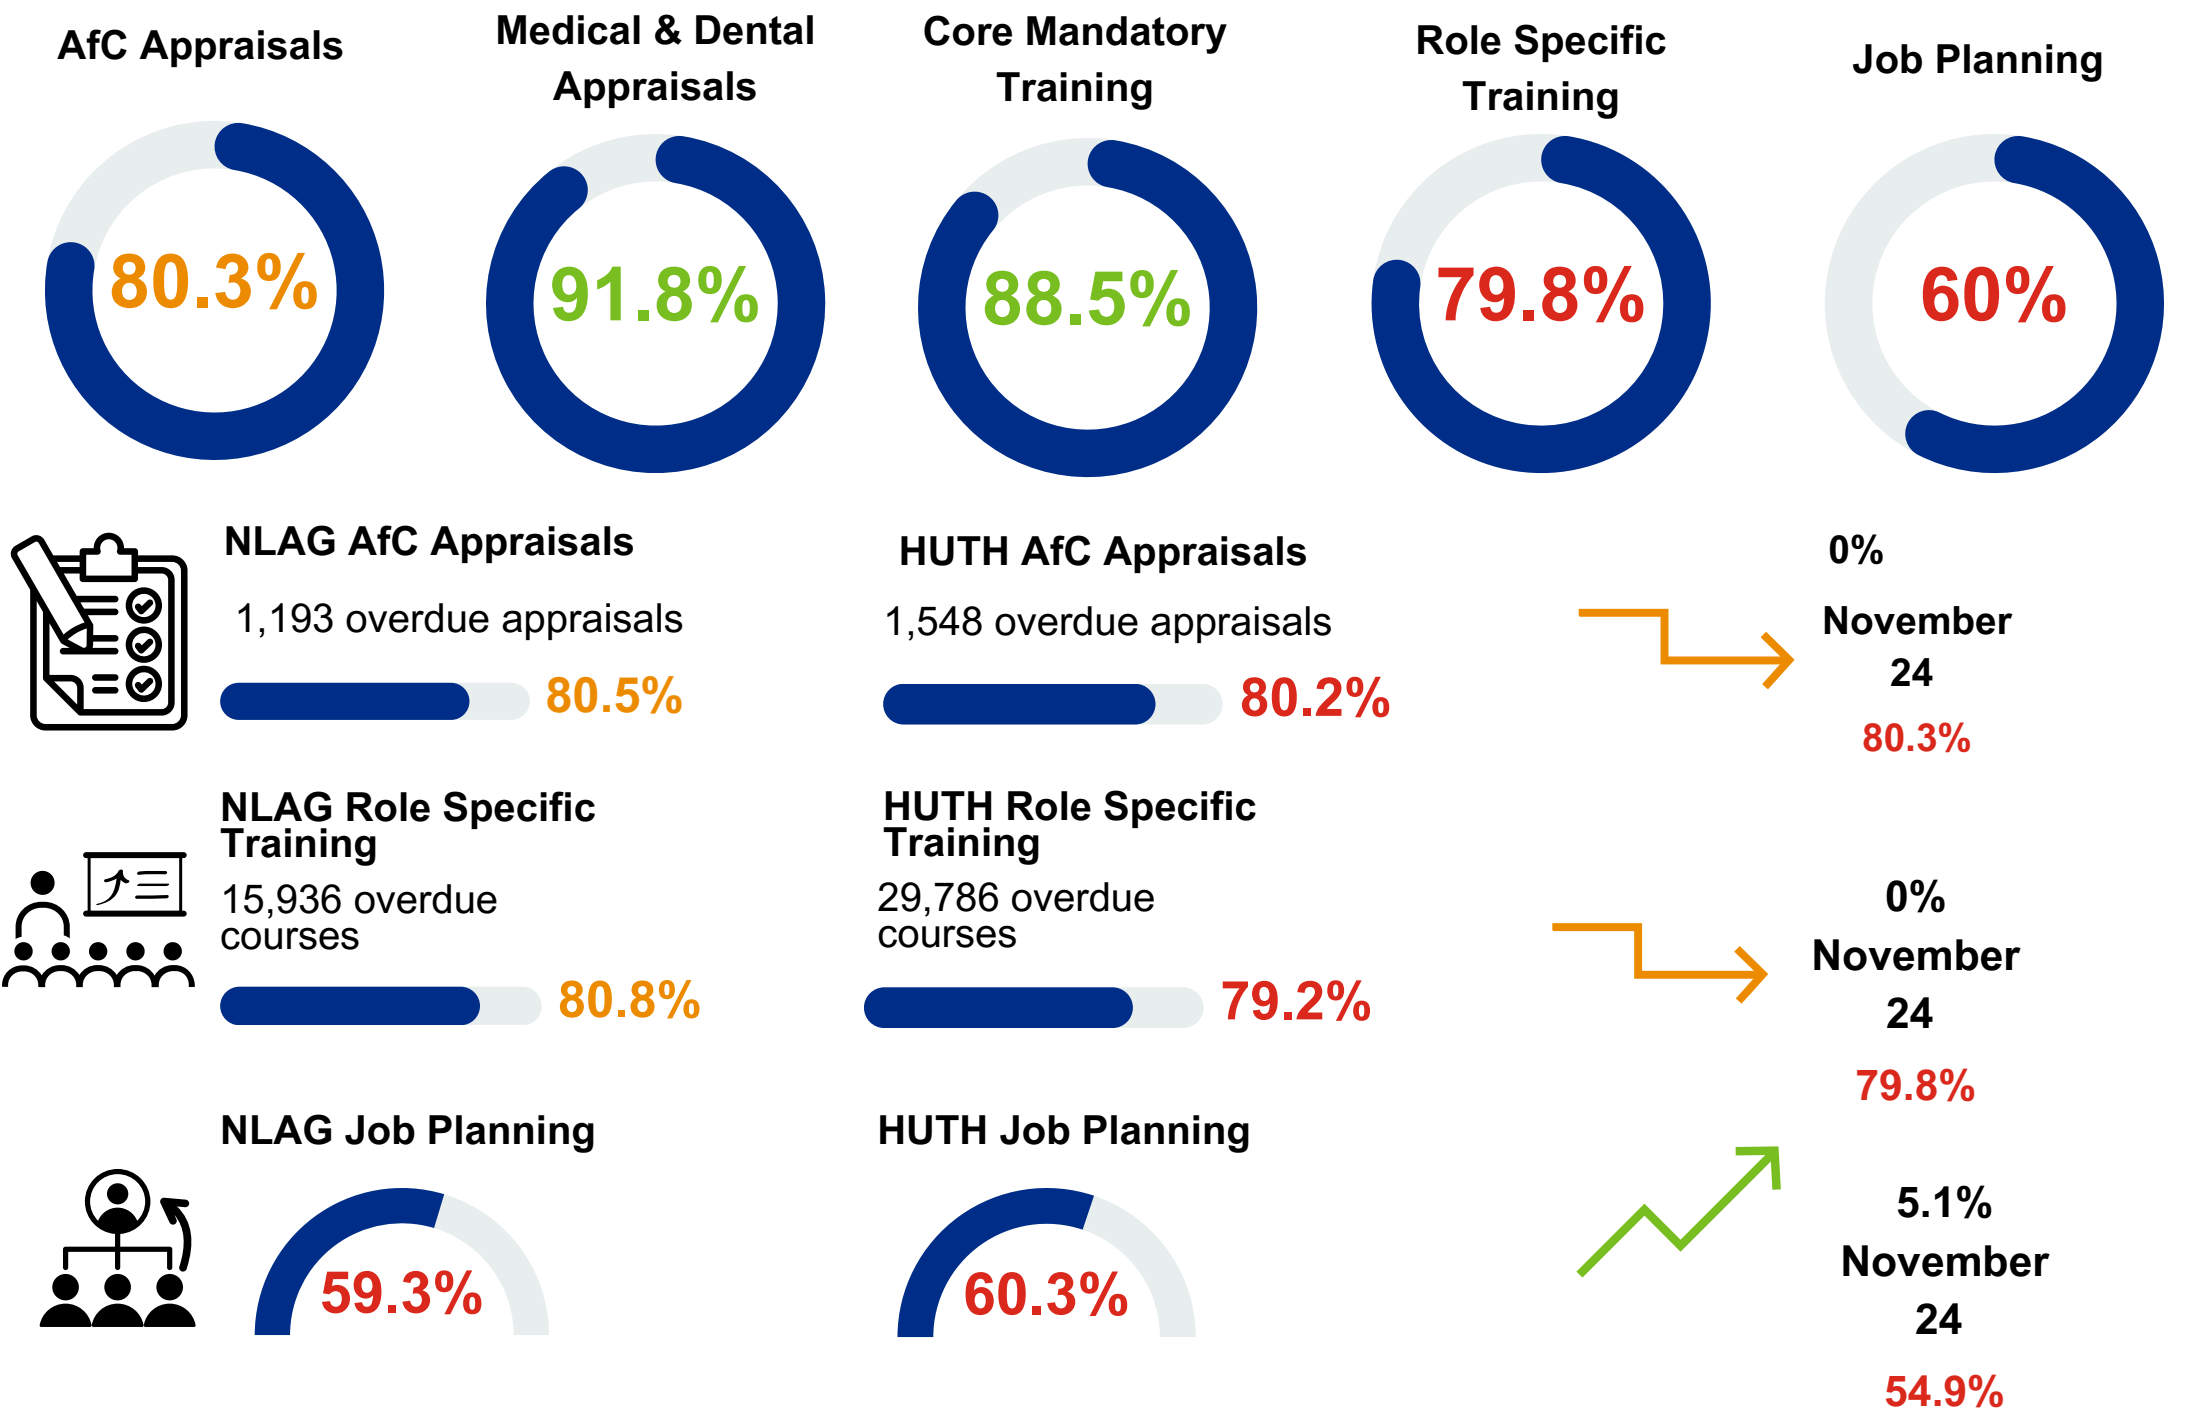 AfC Appraisals
80.3%
Medical & Dental
Appraisals
91.8%
Core Mandatory
Training
88.5%
Role Specific
Training
79.8%
Job Planning
60%
NLAG AfC Appraisals
1,193 overdue appraisals
80.5%
HUTH AfC Appraisals
1,548 overdue appraisals
80.2%
0%
November
24
80.3%
NLAG Role Specific
Training
15,936 overdue
courses
80.8%
HUTH Role Specific
Training
29,786 overdue
courses
79.2%
0%
November
24
79.8%
NLAG Job Planning
59.3%
HUTH Job Planning
60.3%
5.1%
November
24
54.9%